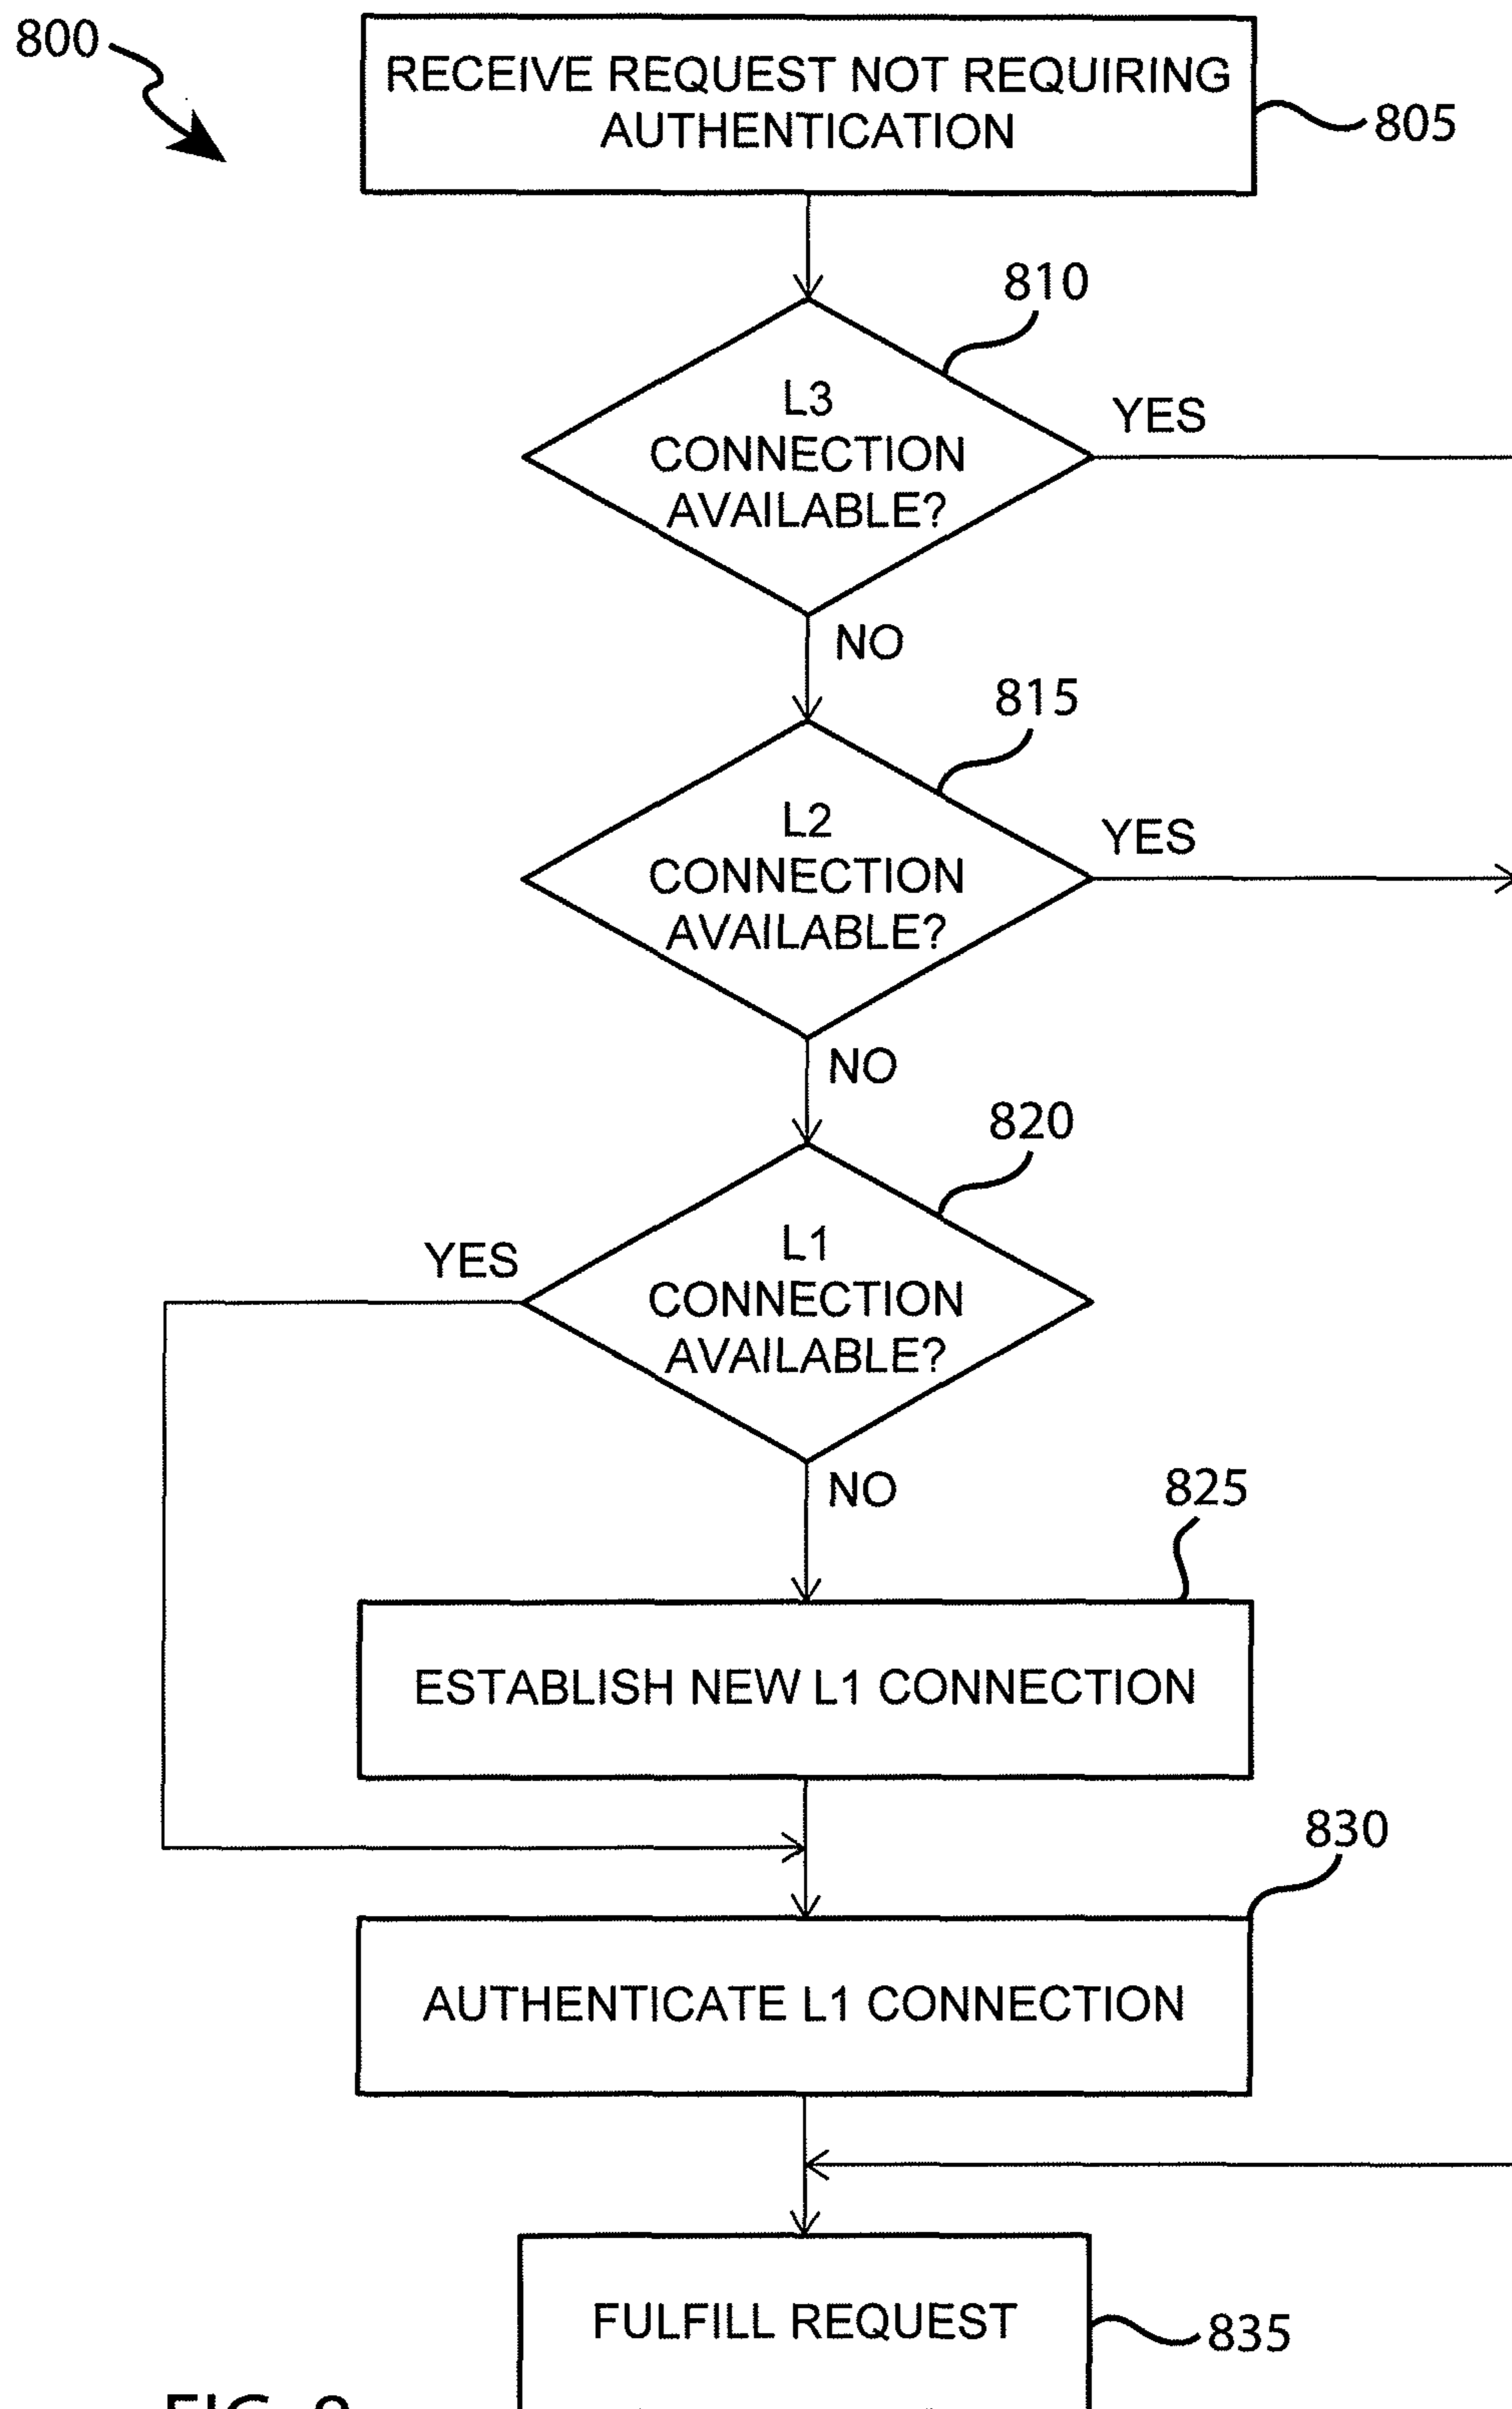 800
RECEIVE REQUEST NOT REQUIRING
AUTHENTICATION
805
810
L3
CONNECTION
AVAILABLE?
YES
NO
815
L2
CONNECTION
AVAILABLE?
YES
NO
820
L1
CONNECTION
AVAILABLE?
YES
NO
825
ESTABLISH NEW L1 CONNECTION
830
AUTHENTICATE L1 CONNECTION
FULFILL REQUEST
835